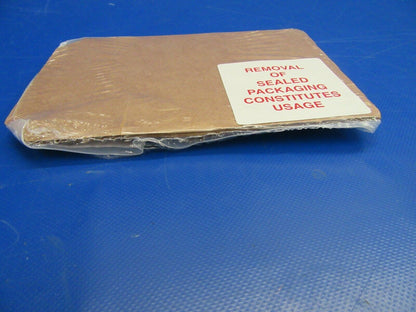 REMOVAL
OF
SEALED
PACKAGING
CONSTITUTES
USAGE